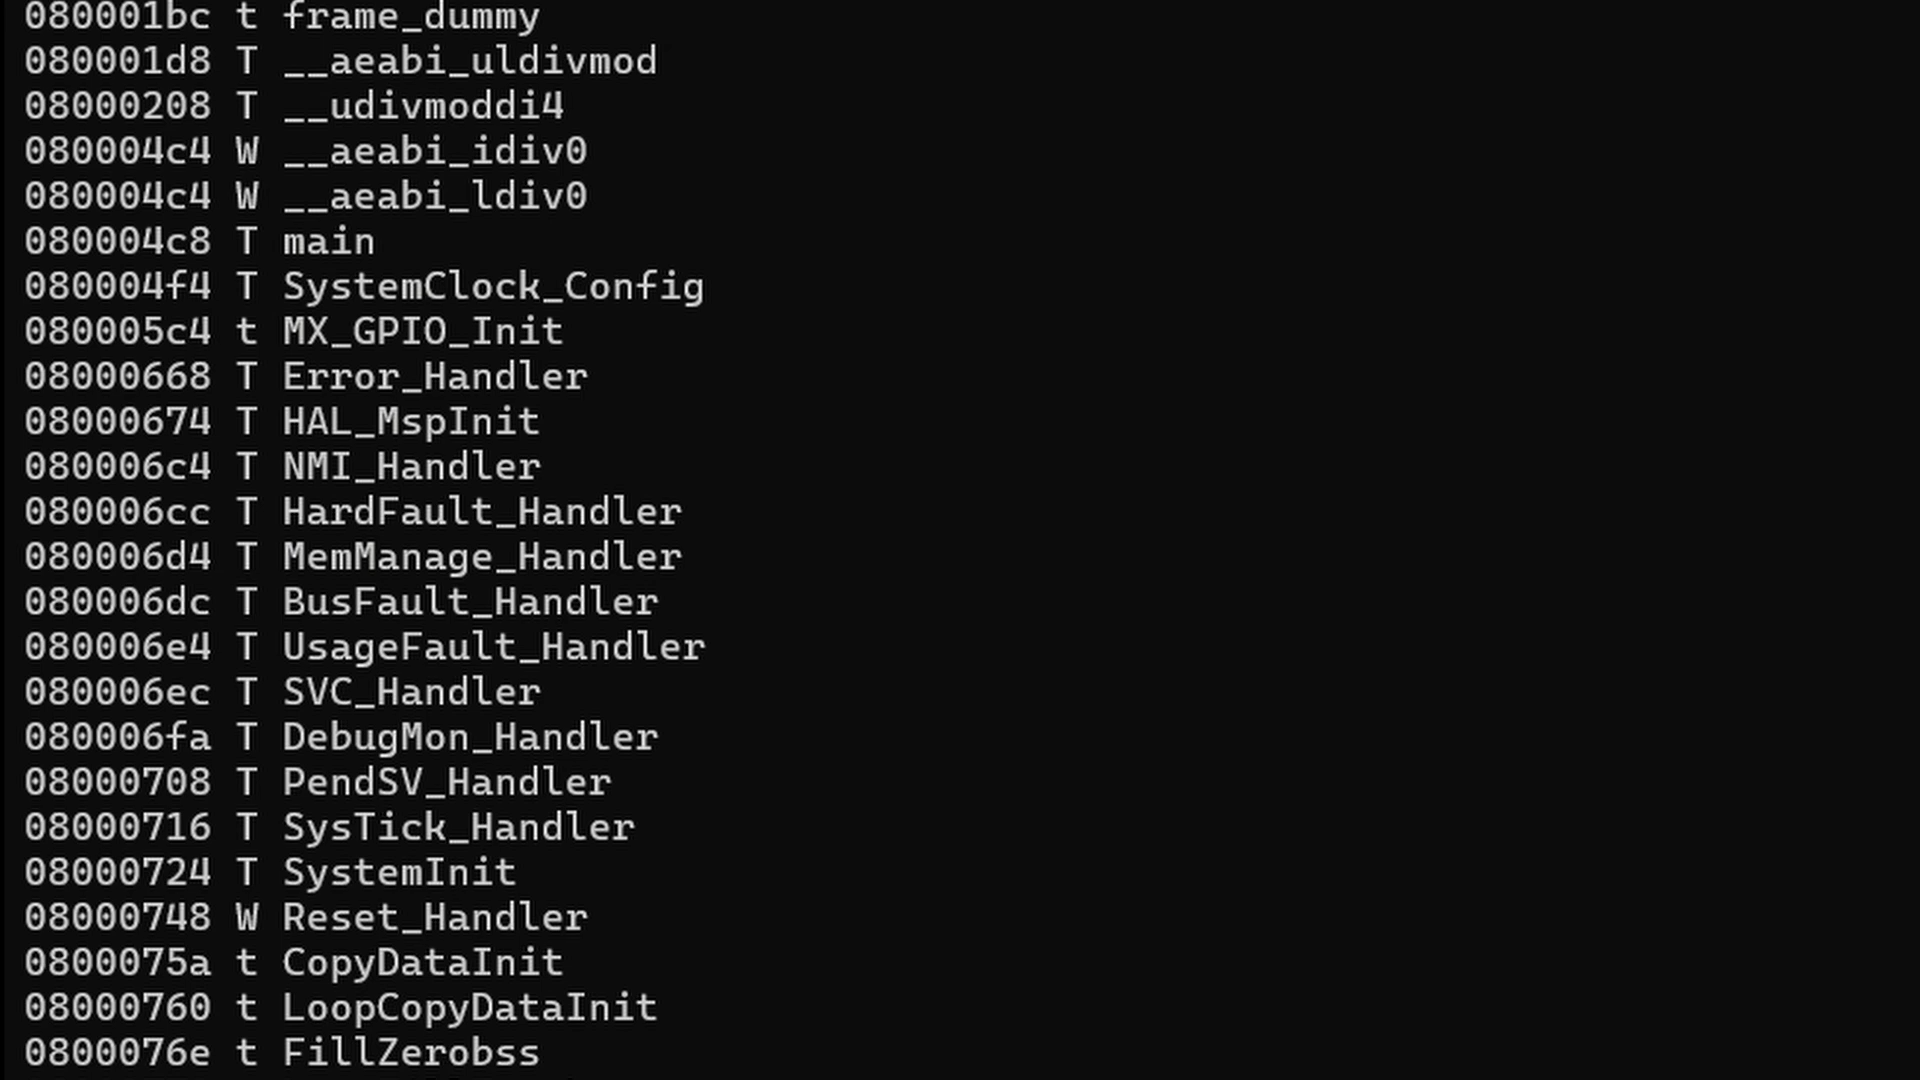 080001bc t frame_dummy
080001d8 T __aeabi_uldivmod
08000208 T __udivmoddi4
080004c4 W __aeabi_idiv0
080004c4 W __aeabi_ldiv0
080004c8 T main
080004f4 T SystemClock_Config
080005c4 t MX_GPIO_Init
08000668 T Error_Handler
08000674 T HAL_MspInit
080006c4 T NMI_Handler
080006cc T HardFault_Handler
080006d4 T MemManage_Handler
080006dc T BusFault_Handler
080006e4 T UsageFault_Handler
080006ec T SVC_Handler
080006fa T DebugMon_Handler
08000708 T PendSV_Handler
08000716 T SysTick_Handler
08000724 T SystemInit
08000748 W Reset_Handler
0800075a t CopyDataInit
08000760 t LoopCopyDataInit
0800076e t FillZerobss